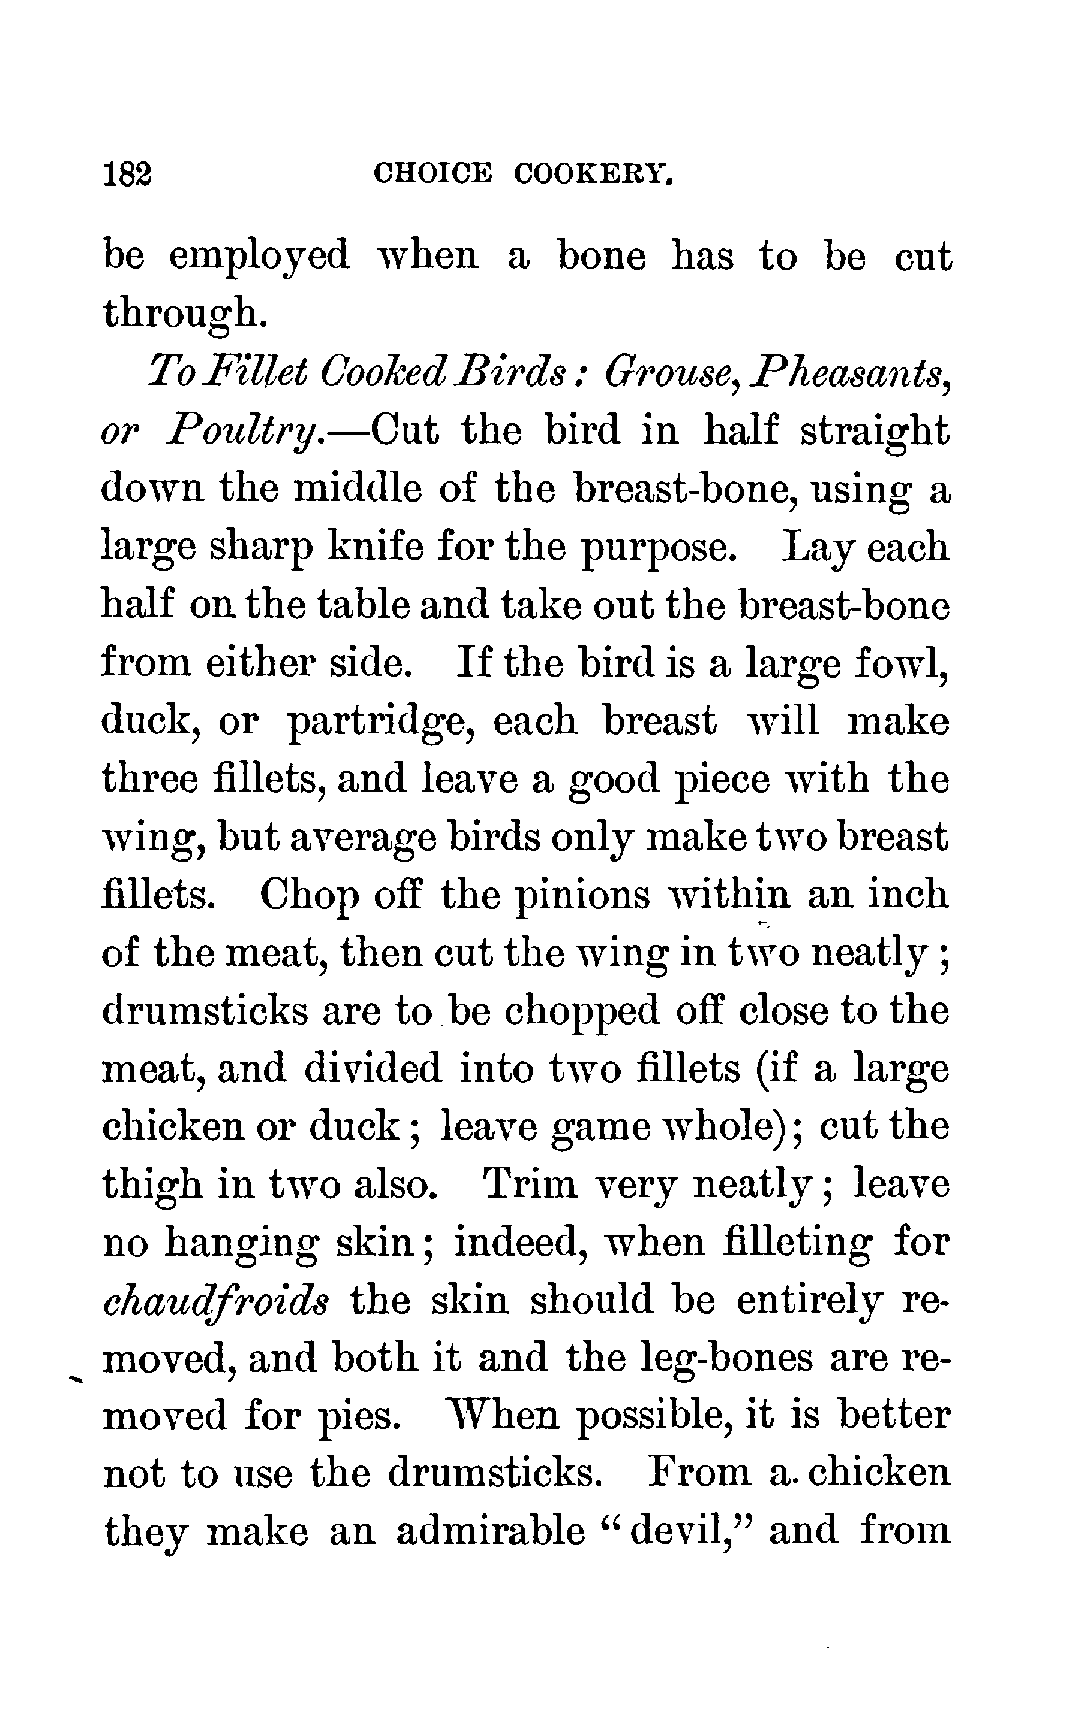 182 CHOICE COOKERY.
be employed when a bone has to be cut
through.
To Fillet Cooked Birds: Grouse, Pheasants,
or Poultry.—Cut the bird in half straight
down the middle of the breast-bone, using a
large sharp knife for the purpose. Lay each
half on the table and take out the breast-bone
from either side. If the bird is a large fowl,
duck, or partridge, each breast will make
three fillets, and leave a good piece with the
wing, but average birds only make two breast
fillets. Chop off the pinions within an inch
of the meat, then cut the wing in two neatly;
drumsticks are to be chopped off close to the
meat, and divided into two fillets (if a large
chicken or duck; leave game whole); cut the
thigh in two also. Trim very neatly; leave
no hanging skin; indeed, when filleting for
chaudfroids the skin should be entirely re-
moved, and both it and the leg-bones are re-
moved for pies. When possible, it is better
not to use the drumsticks. From a chicken
they make an admirable "devil," and from